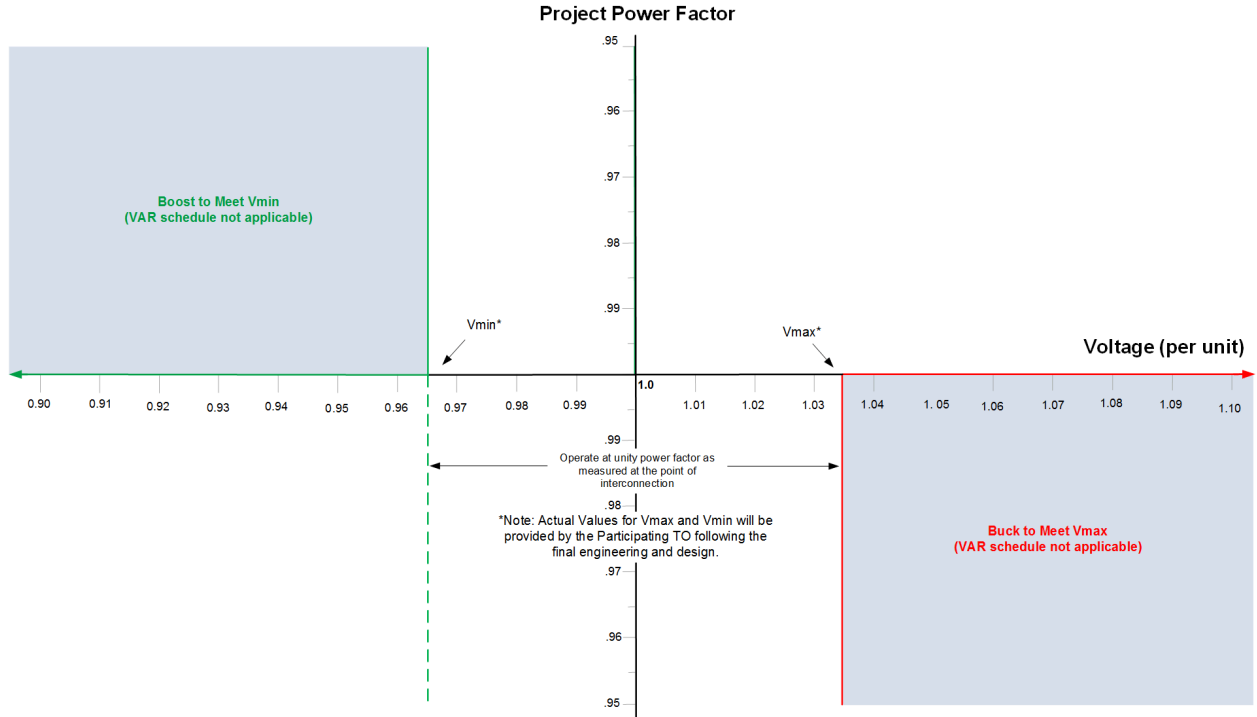 Project Power Factor
.95
.96
.97
.98
.99
Boost to Meet Vmin
(VAR schedule not applicable)
Vmin*
Vmax*
Voltage (per unit)
0.90 0.91 0.92 0.93 0.94 0.95 0.96 0.97 0.98 0.99 1.0 1.01 1.02 1.03 1.04 1. 05 1.06 1.07 1.08 1.09 1.10
.99
Operate at unity power factor as
measured at the point of
interconnection
.98
*Note: Actual Values for Vmax and Vmin will be
provided by the Participating TO following the
final engineering and design.
Buck to Meet Vmax
(VAR schedule not applicable)
.97
.96
.95